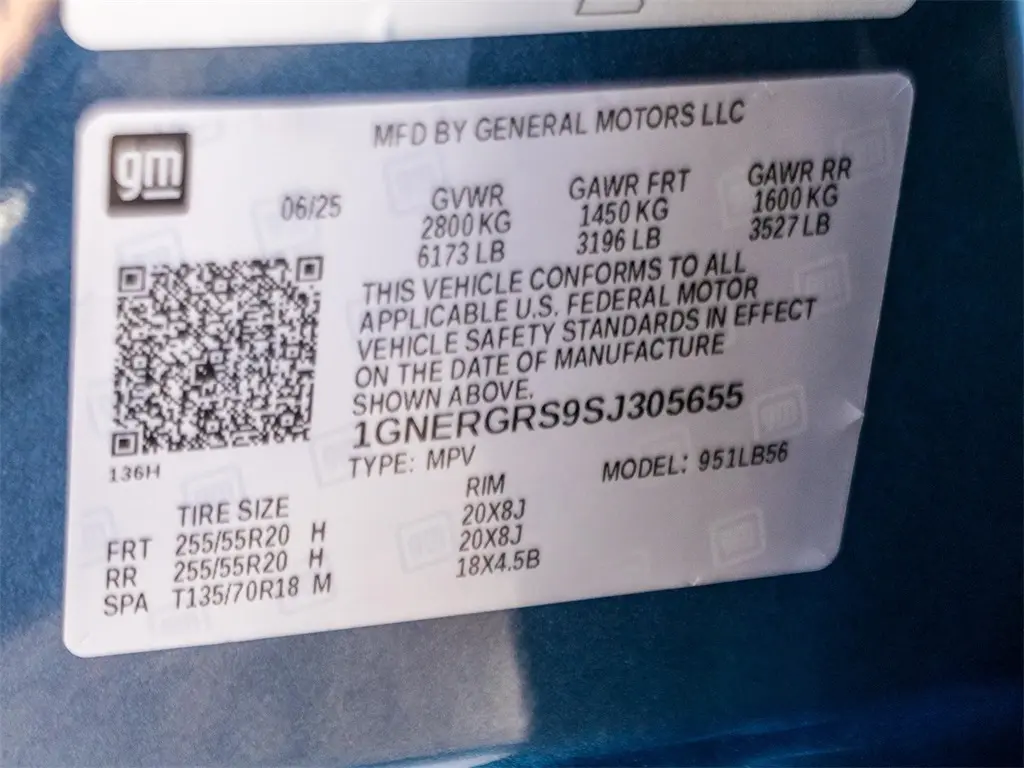 gm
MFD BY GENERAL MOTORS LLC
06/25
GVWR
2800 KG
6173 LB
GAWR FRT
1450 KG
3196 LB
GAWR RR
1600 KG
3527 LB
THIS VEHICLE CONFORMS TO ALL
APPLICABLE U.S. FEDERAL MOTOR
VEHICLE SAFETY STANDARDS IN EFFECT
ON THE DATE OF MANUFACTURE
SHOWN ABOVE.
1GNERGRS9SJ305655
136H
TYPE: MPV MODEL: 951LB56
TIRE SIZE RIM
FRT 255/55R20 H 20X8J
RR 255/55R20 H 20X8J
SPA T135/70R18 M 18X4.5B